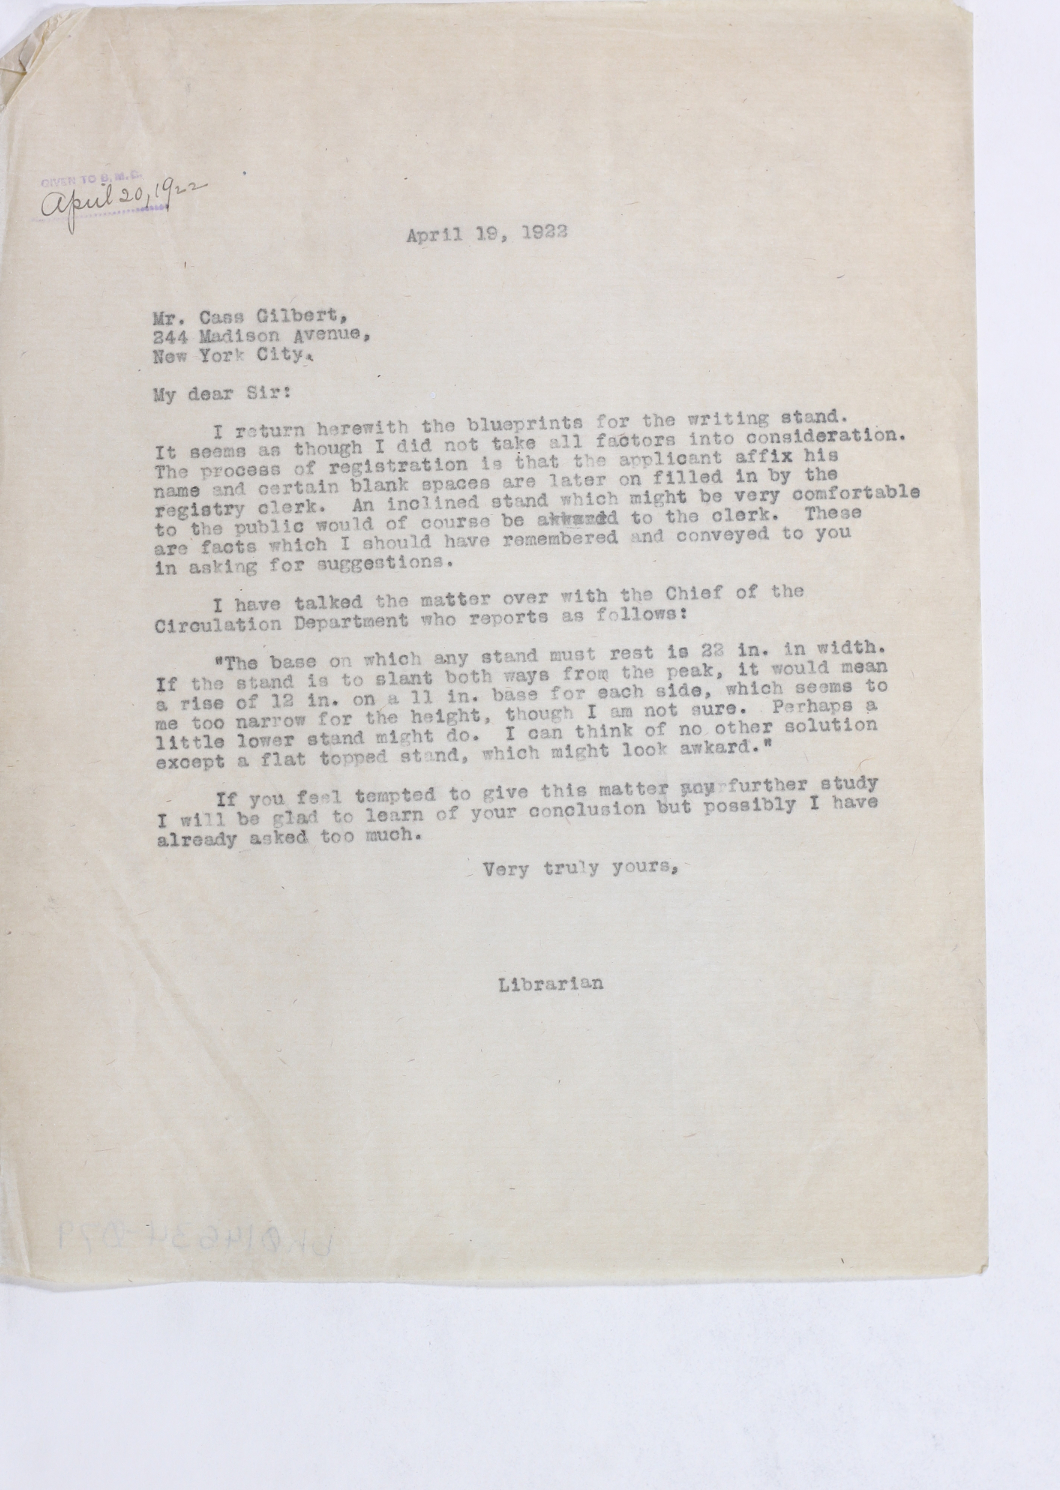 GIVEN TO B. M. C.
April 20, 1922
April 19, 1922
Mr. Cass Gilbert,
244 Madison Avenue,
New York City.
My dear Sir:
I return herewith the blueprints for the writing stand.
It seems as though I did not take all factors into consideration.
The process of registration is that the applicant affix his
name and certain blank spaces are later on filled in by the
registry clerk. An inclined stand which might be very comfortable
to the public would of course be akward to the clerk. These
are facts which I should have remembered and conveyed to you
in asking for suggestions.
I have talked the matter over with the Chief of the
Circulation Department who reports as follows:
"The base on which any stand must rest is 22 in. in width.
If the stand is to slant both ways from the peak, it would mean
a rise of 12 in. on a 11 in. base for each side, which seems to
me too narrow for the height, though I am not sure. Perhaps a
little lower stand might do. I can think of no other solution
except a flat topped stand, which might look awkard."
If you feel tempted to give this matter any further study
I will be glad to learn of your conclusion but possibly I have
already asked too much.
Very truly yours,
Librarian